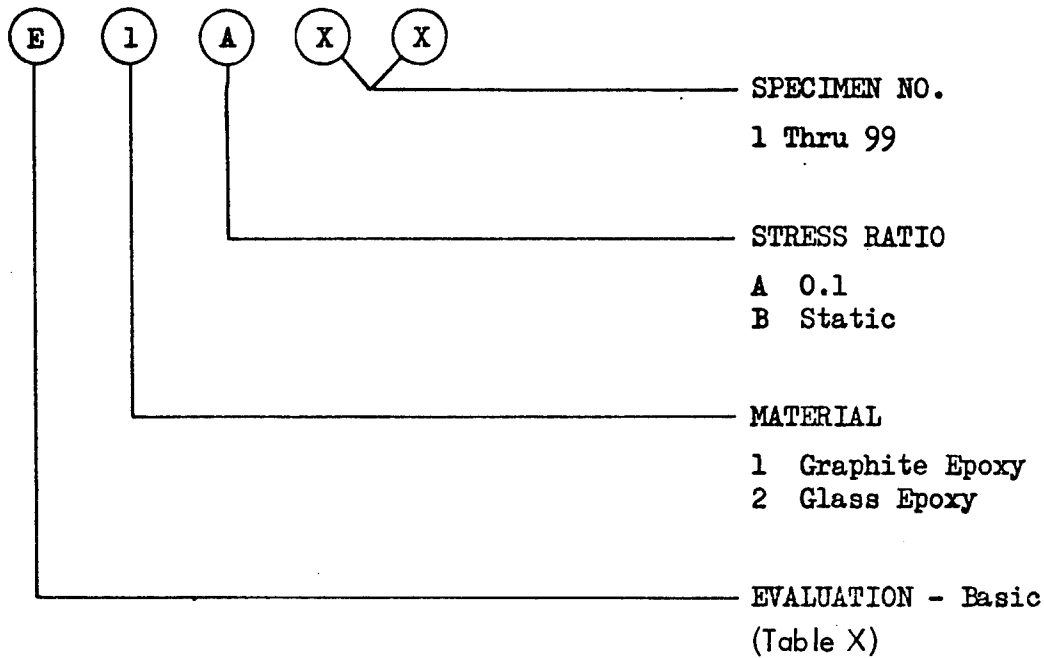 E 1 A X X
SPECIMEN NO.
1 Thru 99
STRESS RATIO
A 0.1
B Static
MATERIAL
1 Graphite Epoxy
2 Glass Epoxy
EVALUATION - Basic
(Table X)